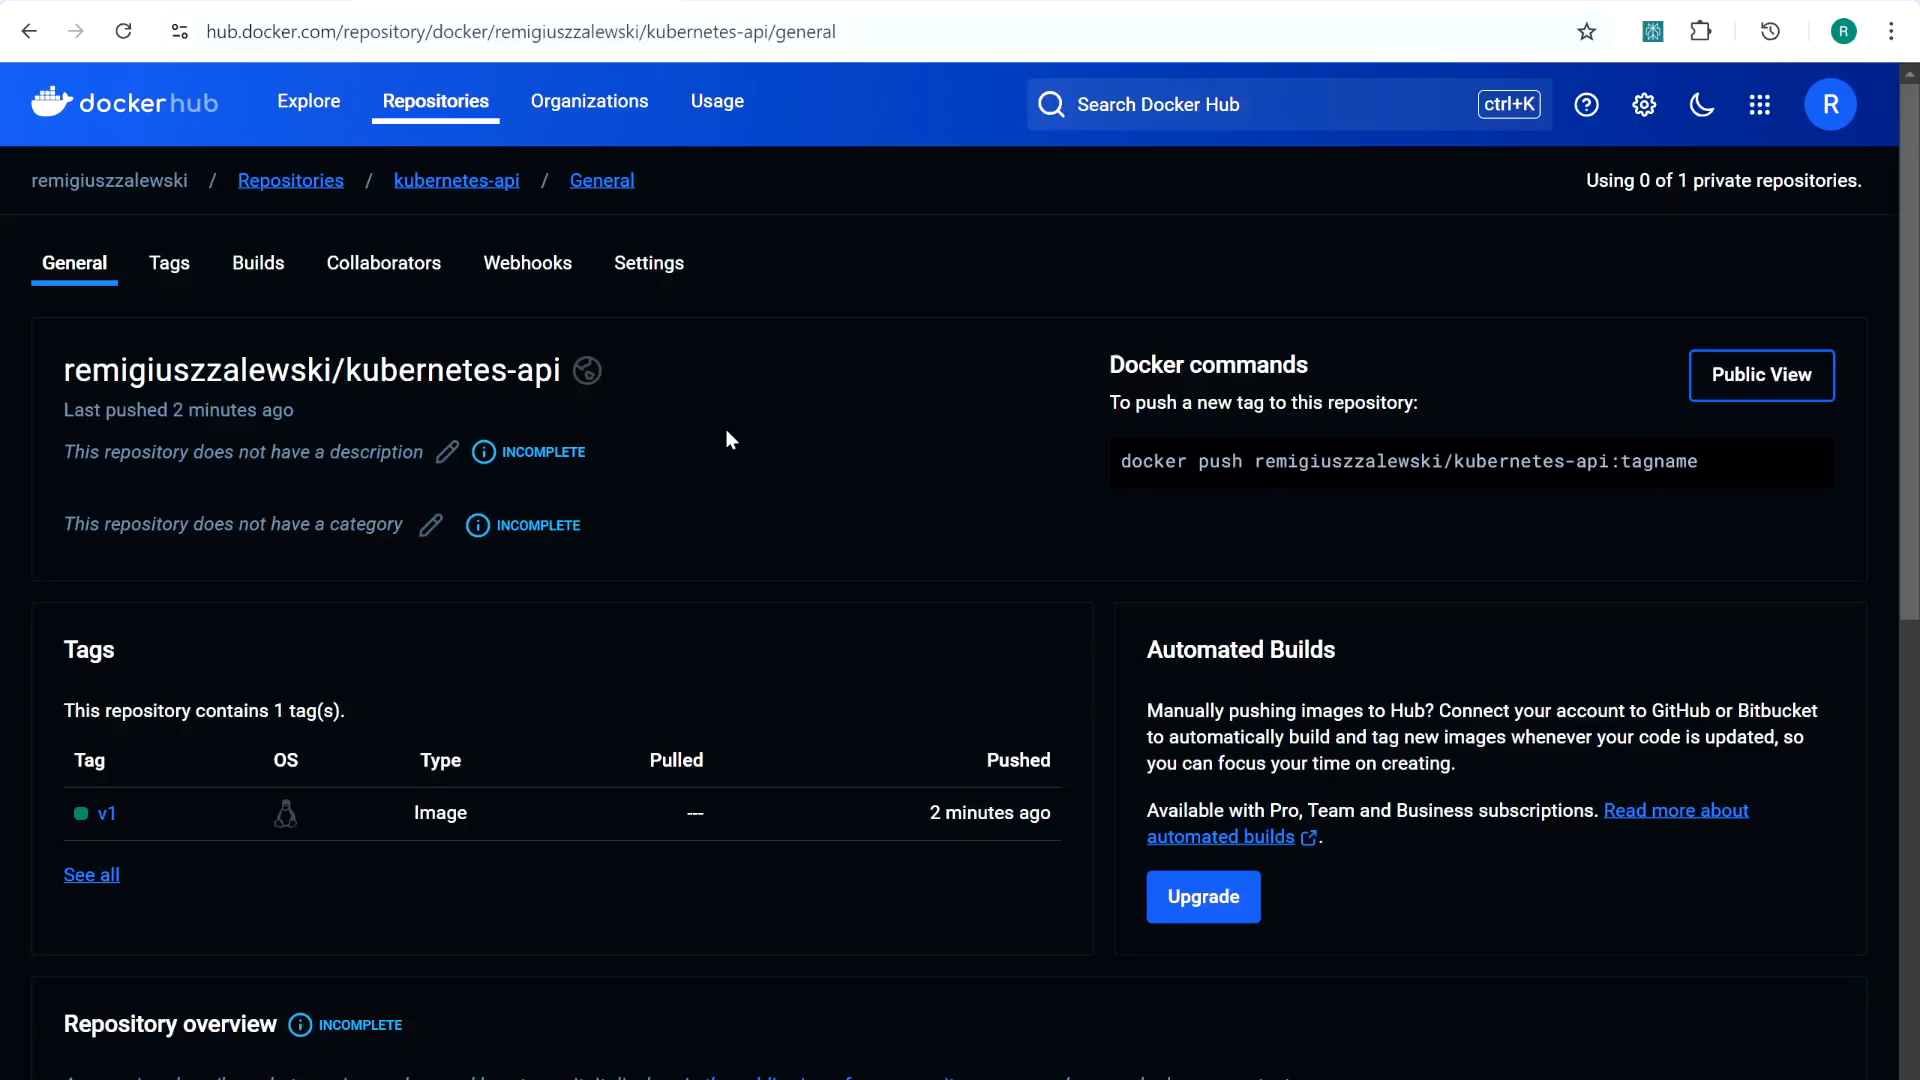 hub.docker.com/repository/docker/remigiuszzalewski/kubernetes-api/general
R
dockerhub
Explore
Repositories
Organizations
Usage
Search Docker Hub
ctrl+K
R
remigiuszzalewski / Repositories / kubernetes-api / General
Using 0 of 1 private repositories.
General
Tags
Builds
Collaborators
Webhooks
Settings
remigiuszzalewski/kubernetes-api
Last pushed 2 minutes ago
This repository does not have a description
INCOMPLETE
This repository does not have a category
INCOMPLETE
Docker commands
To push a new tag to this repository:
Public View
docker push remigiuszzalewski/kubernetes-api:tagname
Tags
This repository contains 1 tag(s).
Tag OS Type Pulled Pushed
v1 Image --- 2 minutes ago
See all
Automated Builds
Manually pushing images to Hub? Connect your account to GitHub or Bitbucket
to automatically build and tag new images whenever your code is updated, so
you can focus your time on creating.
Available with Pro, Team and Business subscriptions. Read more about
automated builds .
Upgrade
Repository overview
INCOMPLETE